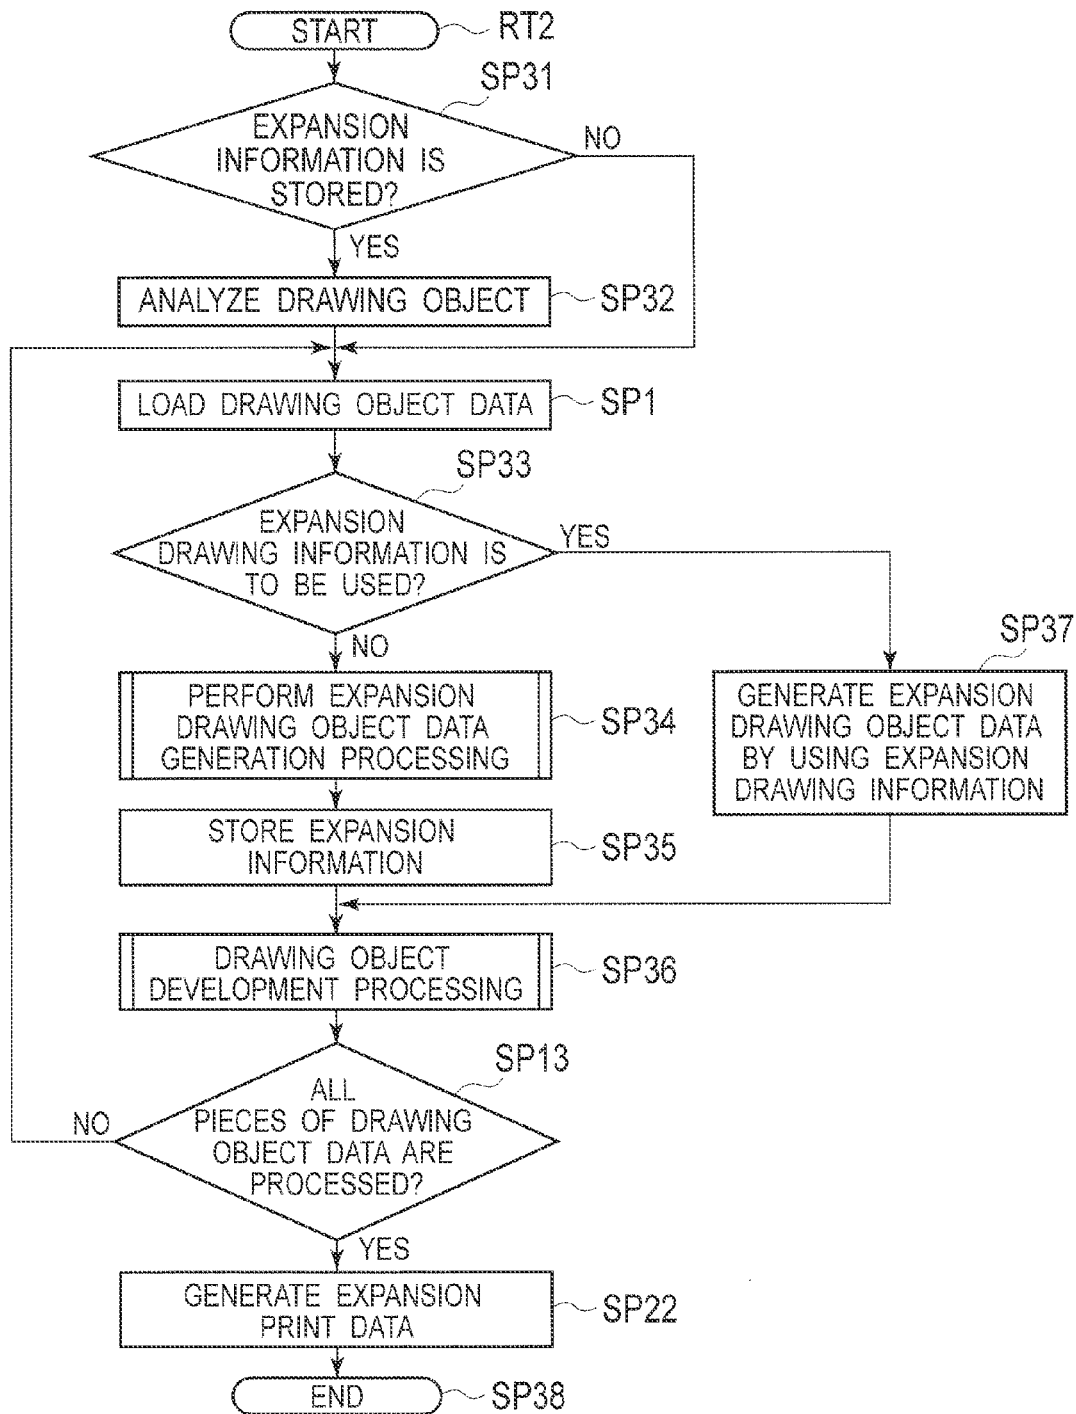 START
RT2
SP31
EXPANSION
INFORMATION IS
STORED?
NO
YES
ANALYZE DRAWING OBJECT
SP32
LOAD DRAWING OBJECT DATA
SP1
SP33
EXPANSION
DRAWING INFORMATION IS
TO BE USED?
YES
NO
SP37
GENERATE EXPANSION
DRAWING OBJECT DATA
BY USING EXPANSION
DRAWING INFORMATION
PERFORM EXPANSION
DRAWING OBJECT DATA
GENERATION PROCESSING
SP34
STORE EXPANSION
INFORMATION
SP35
DRAWING OBJECT
DEVELOPMENT PROCESSING
SP36
SP13
ALL
PIECES OF DRAWING
OBJECT DATA ARE
PROCESSED?
NO
YES
GENERATE EXPANSION
PRINT DATA
SP22
END
SP38